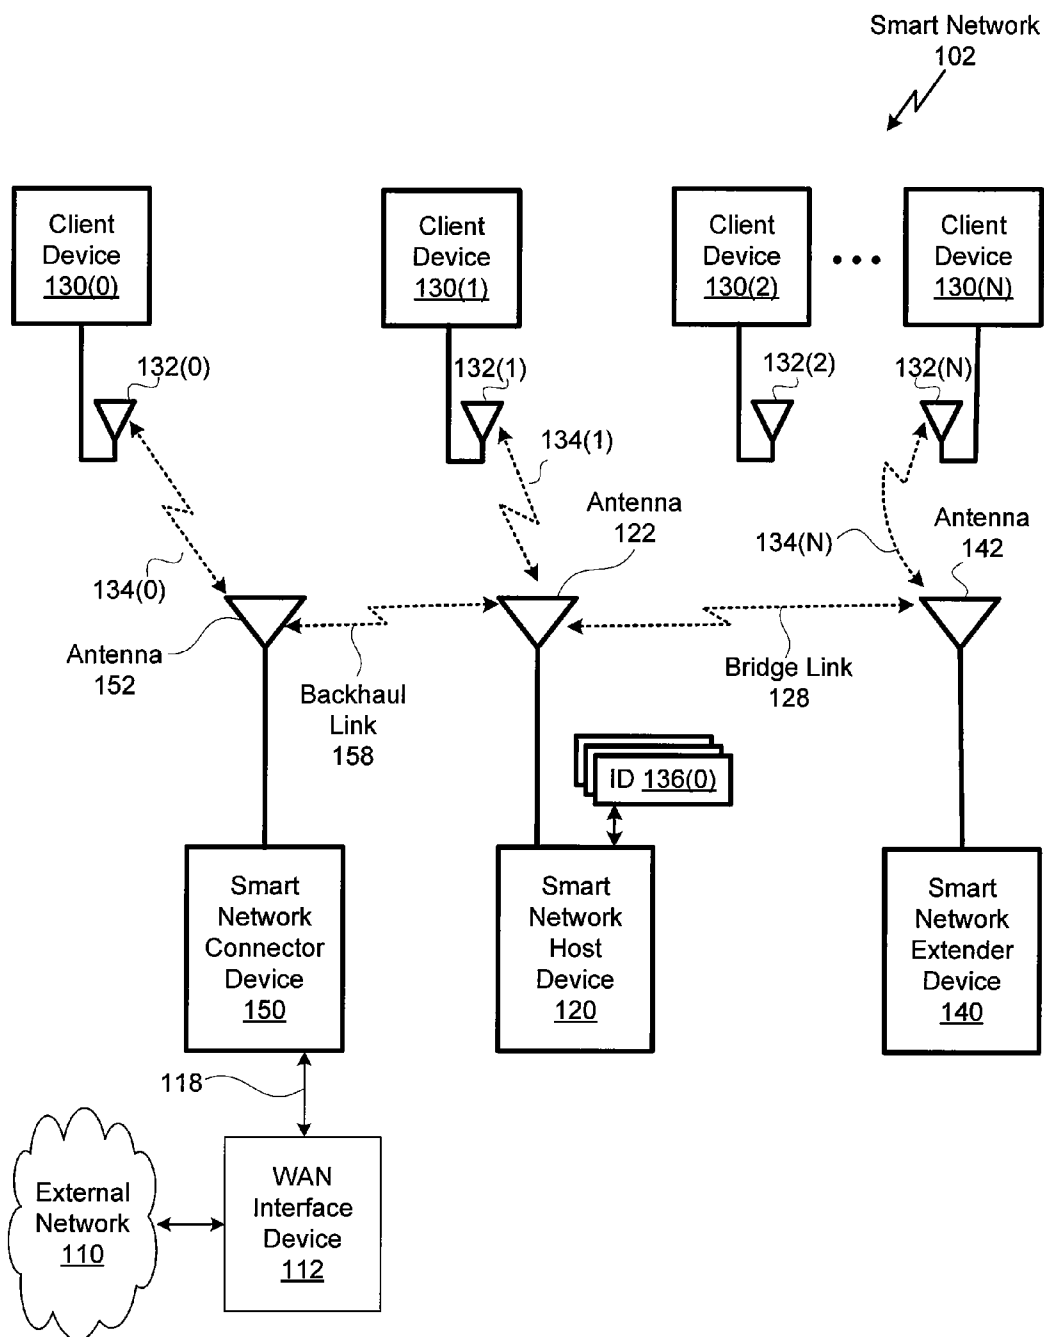 Smart Network
102
Client
Device
130(0)
Client
Device
130(1)
Client
Device
130(2)
Client
Device
130(N)
132(0)
132(1)
132(2)
132(N)
134(1)
Antenna
122
Antenna
142
134(N)
134(0)
Antenna
152
Backhaul
Link
158
Bridge Link
128
ID 136(0)
Smart
Network
Connector
Device
150
Smart
Network
Host
Device
120
Smart
Network
Extender
Device
140
118
External
Network
110
WAN
Interface
Device
112